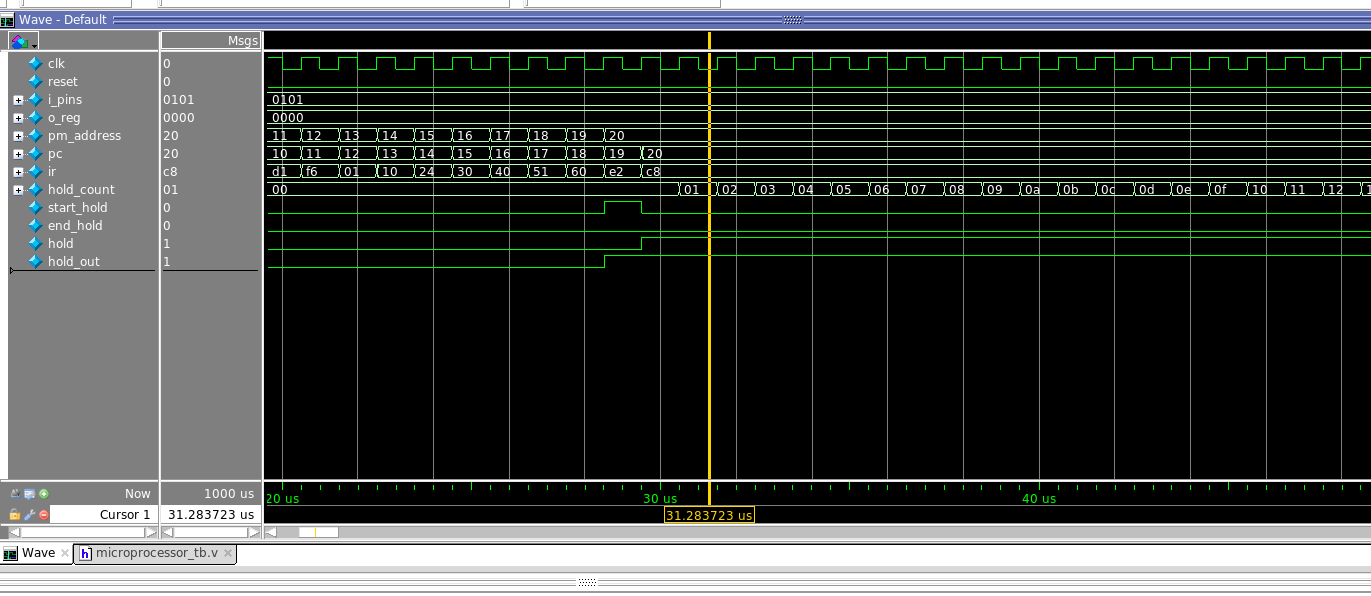 Wave - Default
Msgs
clk 0
reset 0
i_pins 0101 0101
o_reg 0000 0000
pm_address 20 11 12 13 14 15 16 17 18 19 20
pc 20 10 11 12 13 14 15 16 17 18 19 20
ir c8 d1 f6 01 10 24 30 40 51 60 e2 c8
hold_count 01 00 01 02 03 04 05 06 07 08 09 0a 0b 0c 0d 0e 0f 10 11 12
start_hold 0
end_hold 0
hold 1
hold_out 1
Now 1000 us 20 us 30 us 40 us
Cursor 1 31.283723 us 31.283723 us
Wave microprocessor_tb.v